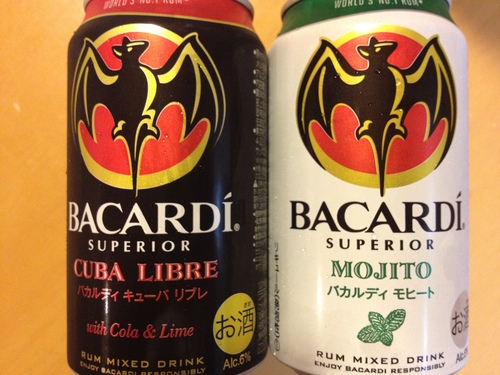 WORLD'S NO.1 RUM
BACARDÍ
SUPERIOR
CUBA LIBRE
バカルディ キューバ リブレ
with Cola & Lime
お酒
Alc.6%
RUM MIXED DRINK
ENJOY BACARDI RESPONSIBLY
WORLD'S NO.1 RUM
BACARDÍ
SUPERIOR
MOJITO
バカルディ モヒート
お酒
Alc.
RUM MIXED DRINK
ENJOY BACARDI RESPONSIBLY